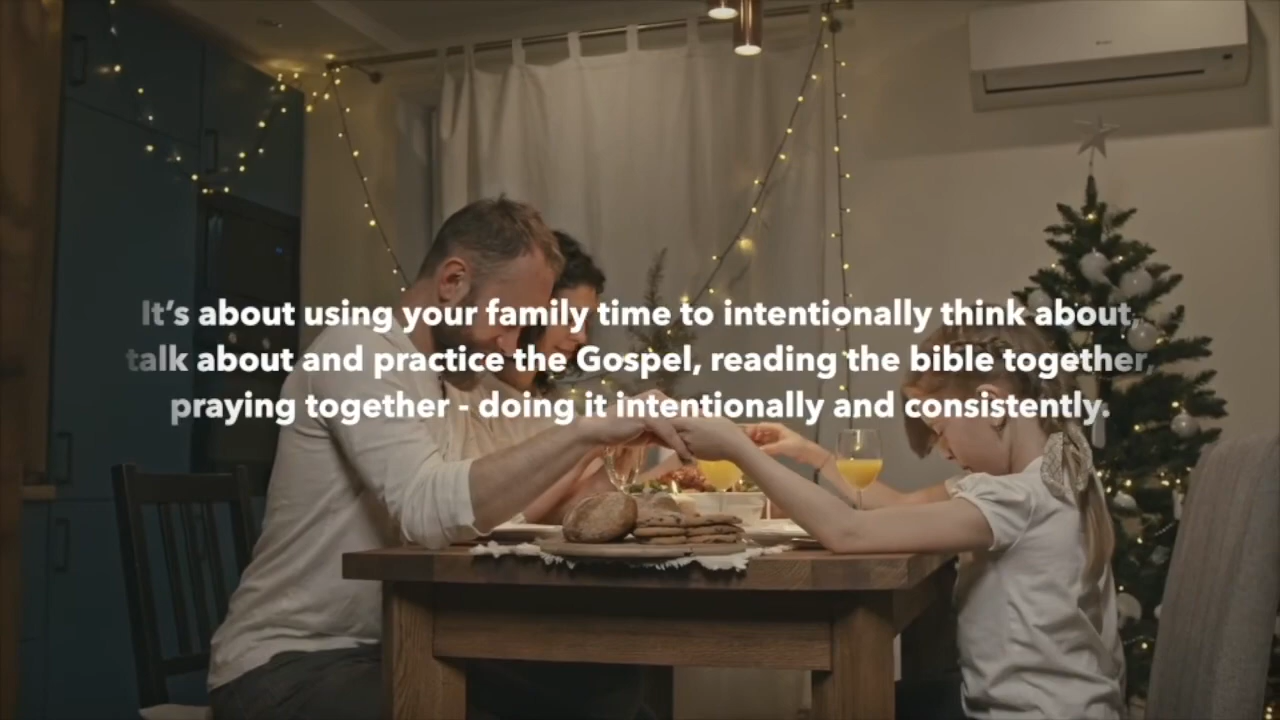 It’s about using your family time to intentionally think about,
talk about and practice the Gospel, reading the bible together,
praying together - doing it intentionally and consistently.